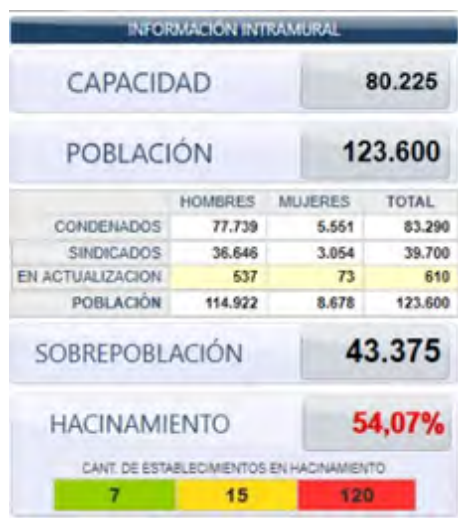 INFORMACIÓN INTRAMURAL
CAPACIDAD 80.225
POBLACIÓN 123.600
HOMBRES MUJERES TOTAL
CONDENADOS 77.739 5.551 83.290
SINDICADOS 36.646 3.054 39.700
EN ACTUALIZACION 537 73 610
POBLACIÓN 114.922 8.678 123.600
SOBREPOBLACIÓN 43.375
HACINAMIENTO 54,07%
CANT. DE ESTABLECIMIENTOS EN HACINAMIENTO
7 15 120